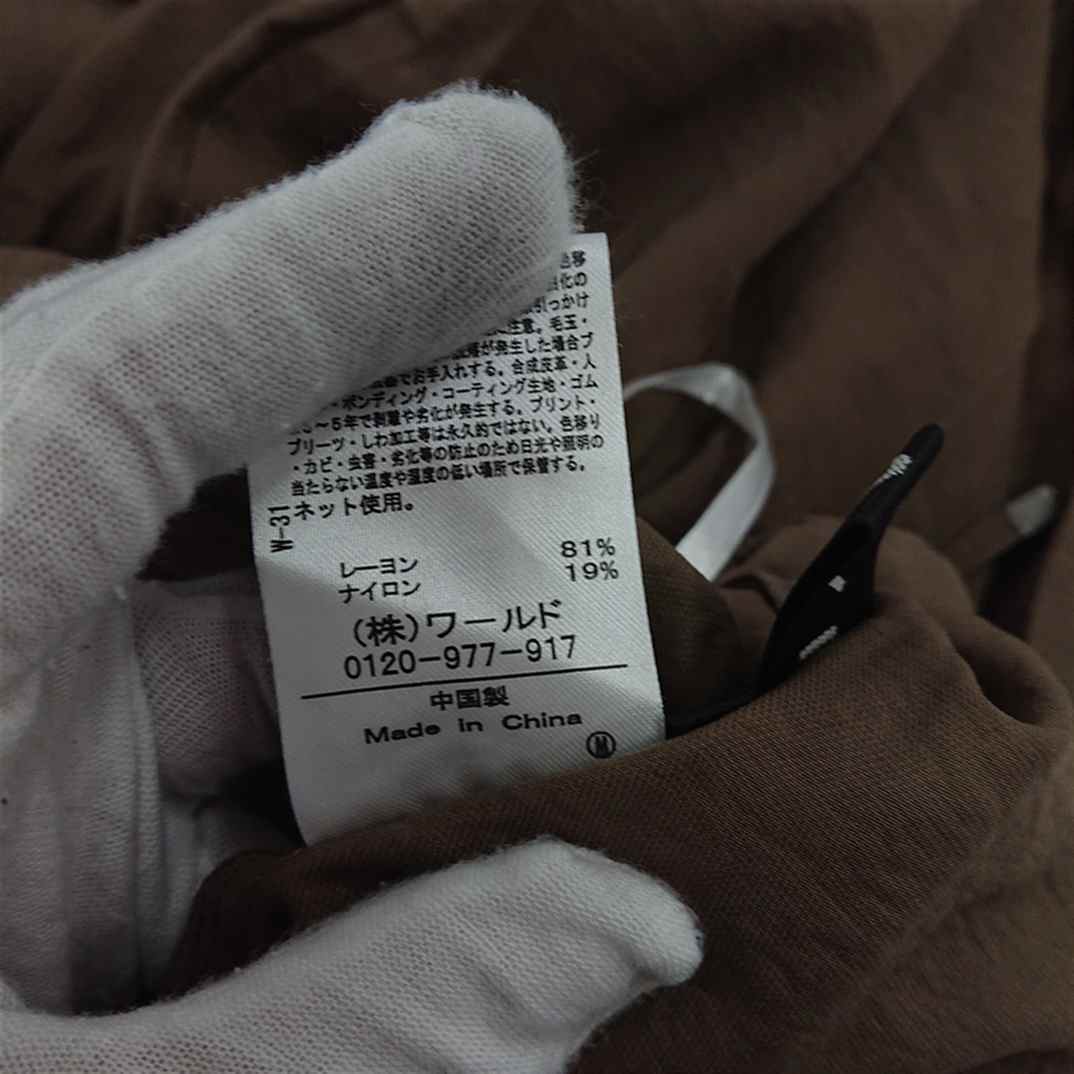 色移
化の
引っかけ
注意。毛玉・
が発生した場合ブ
でお手入れする。合成皮革・人
・ボンディング・コーティング生地・ゴム
～5年で剥離や劣化が発生する。プリント・
プリーツ・しわ加工等は永久的ではない。色移り
・カビ・虫害・劣化等の防止のため日光や照明の
当たらない温度や湿度の低い場所で保管する。
ネット使用。
W-31
レーヨン 81%
ナイロン 19%
(株)ワールド
0120-977-917
中国製
Made in China
M